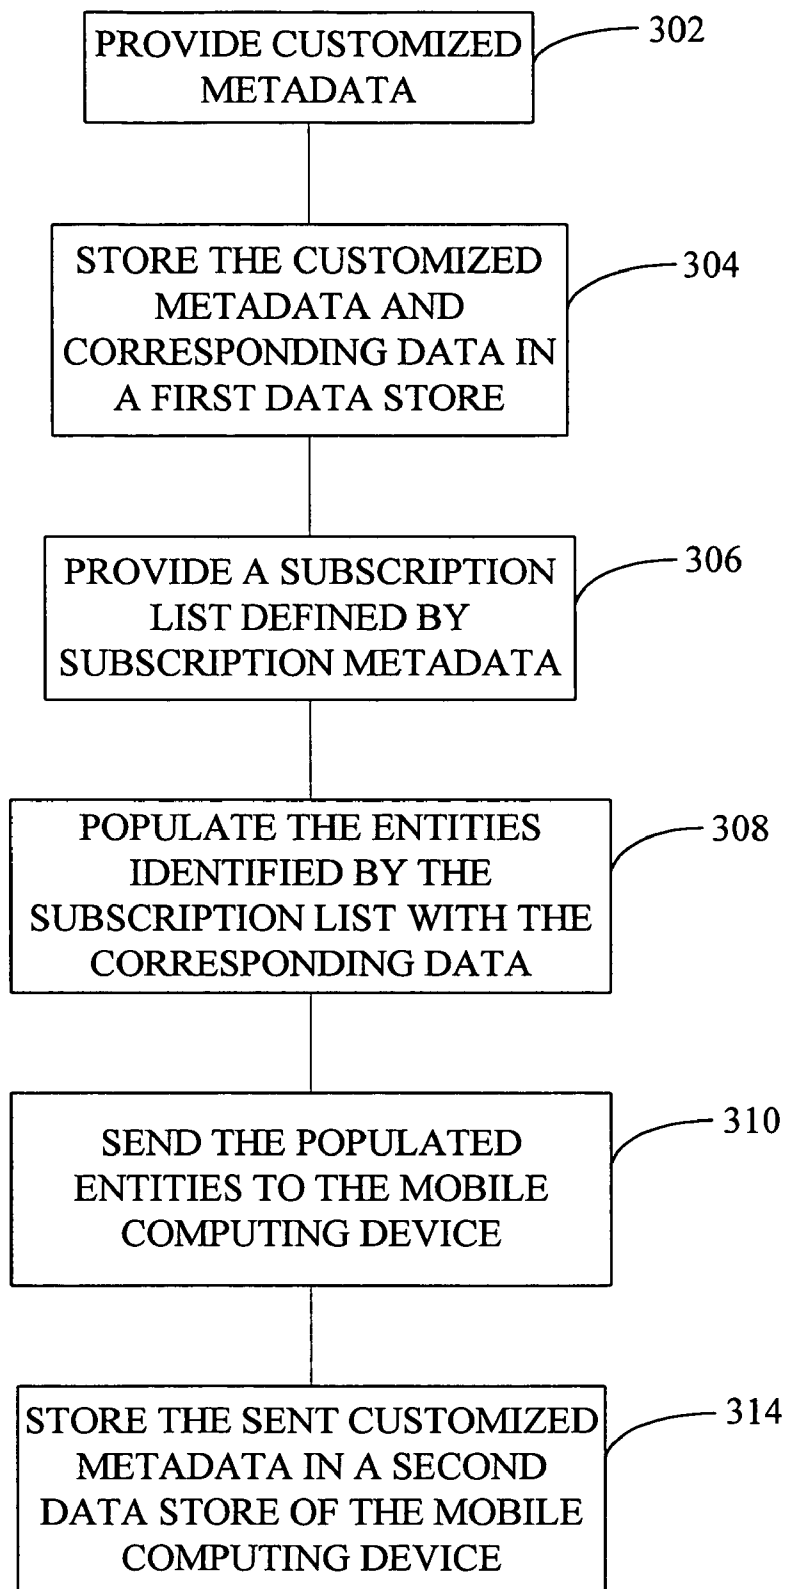 PROVIDE CUSTOMIZED
METADATA
302
STORE THE CUSTOMIZED
METADATA AND
CORRESPONDING DATA IN
A FIRST DATA STORE
304
PROVIDE A SUBSCRIPTION
LIST DEFINED BY
SUBSCRIPTION METADATA
306
POPULATE THE ENTITIES
IDENTIFIED BY THE
SUBSCRIPTION LIST WITH THE
CORRESPONDING DATA
308
SEND THE POPULATED
ENTITIES TO THE MOBILE
COMPUTING DEVICE
310
STORE THE SENT CUSTOMIZED
METADATA IN A SECOND
DATA STORE OF THE MOBILE
COMPUTING DEVICE
314